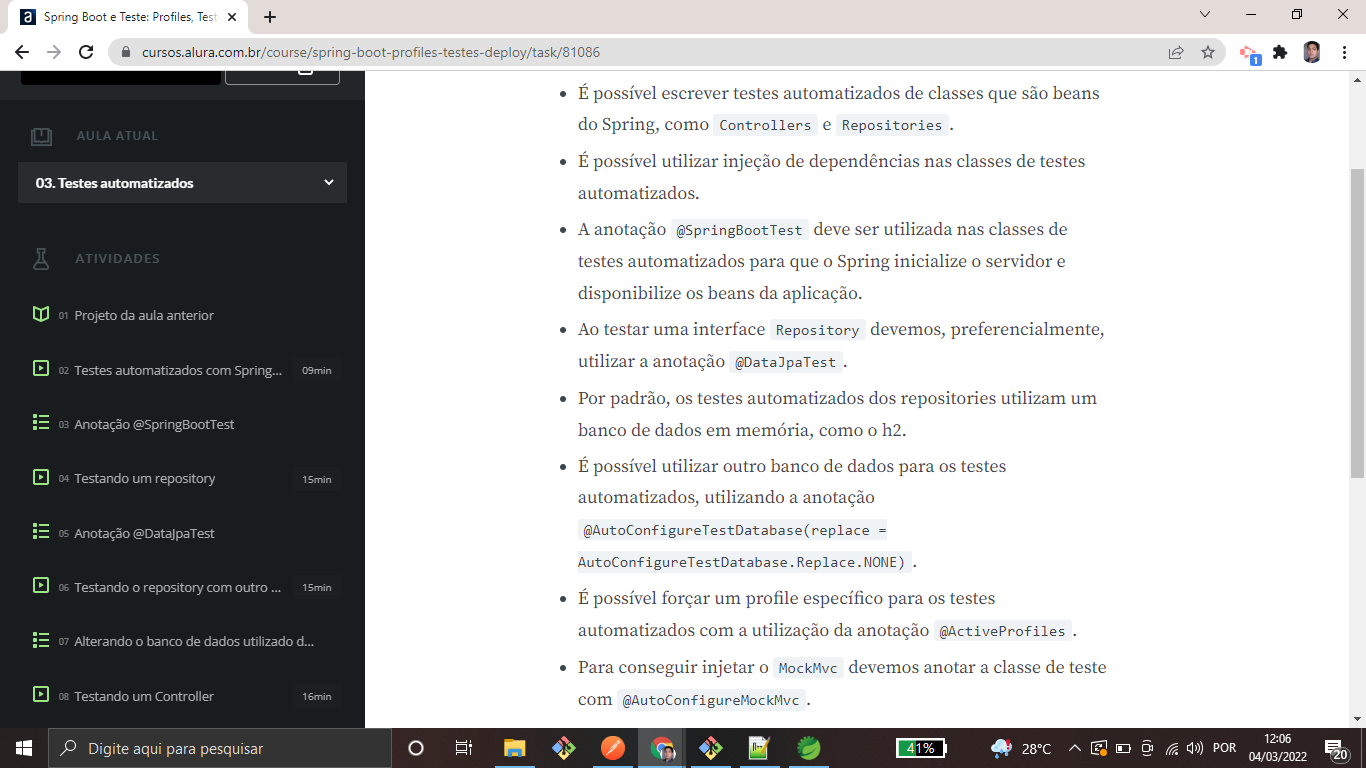 Spring Boot e Teste: Profiles, Test
cursos.alura.com.br/course/spring-boot-profiles-testes-deploy/task/81086
1
AULA ATUAL
03. Testes automatizados
ATIVIDADES
01 Projeto da aula anterior
02 Testes automatizados com Spring... 09min
03 Anotação @SpringBootTest
04 Testando um repository 15min
05 Anotação @DataJpaTest
06 Testando o repository com outro ... 15min
07 Alterando o banco de dados utilizado d...
08 Testando um Controller 16min
• É possível escrever testes automatizados de classes que são beans
do Spring, como Controllers e Repositories.
• É possível utilizar injeção de dependências nas classes de testes
automatizados.
• A anotação @SpringBootTest deve ser utilizada nas classes de
testes automatizados para que o Spring inicialize o servidor e
disponibilize os beans da aplicação.
• Ao testar uma interface Repository devemos, preferencialmente,
utilizar a anotação @DataJpaTest.
• Por padrão, os testes automatizados dos repositories utilizam um
banco de dados em memória, como o h2.
• É possível utilizar outro banco de dados para os testes
automatizados, utilizando a anotação
@AutoConfigureTestDatabase(replace =
AutoConfigureTestDatabase.Replace.NONE).
• É possível forçar um profile específico para os testes
automatizados com a utilização da anotação @ActiveProfiles.
• Para conseguir injetar o MockMvc devemos anotar a classe de teste
com @AutoConfigureMockMvc.
Digite aqui para pesquisar
41%
28°C
POR
12:06
04/03/2022
20